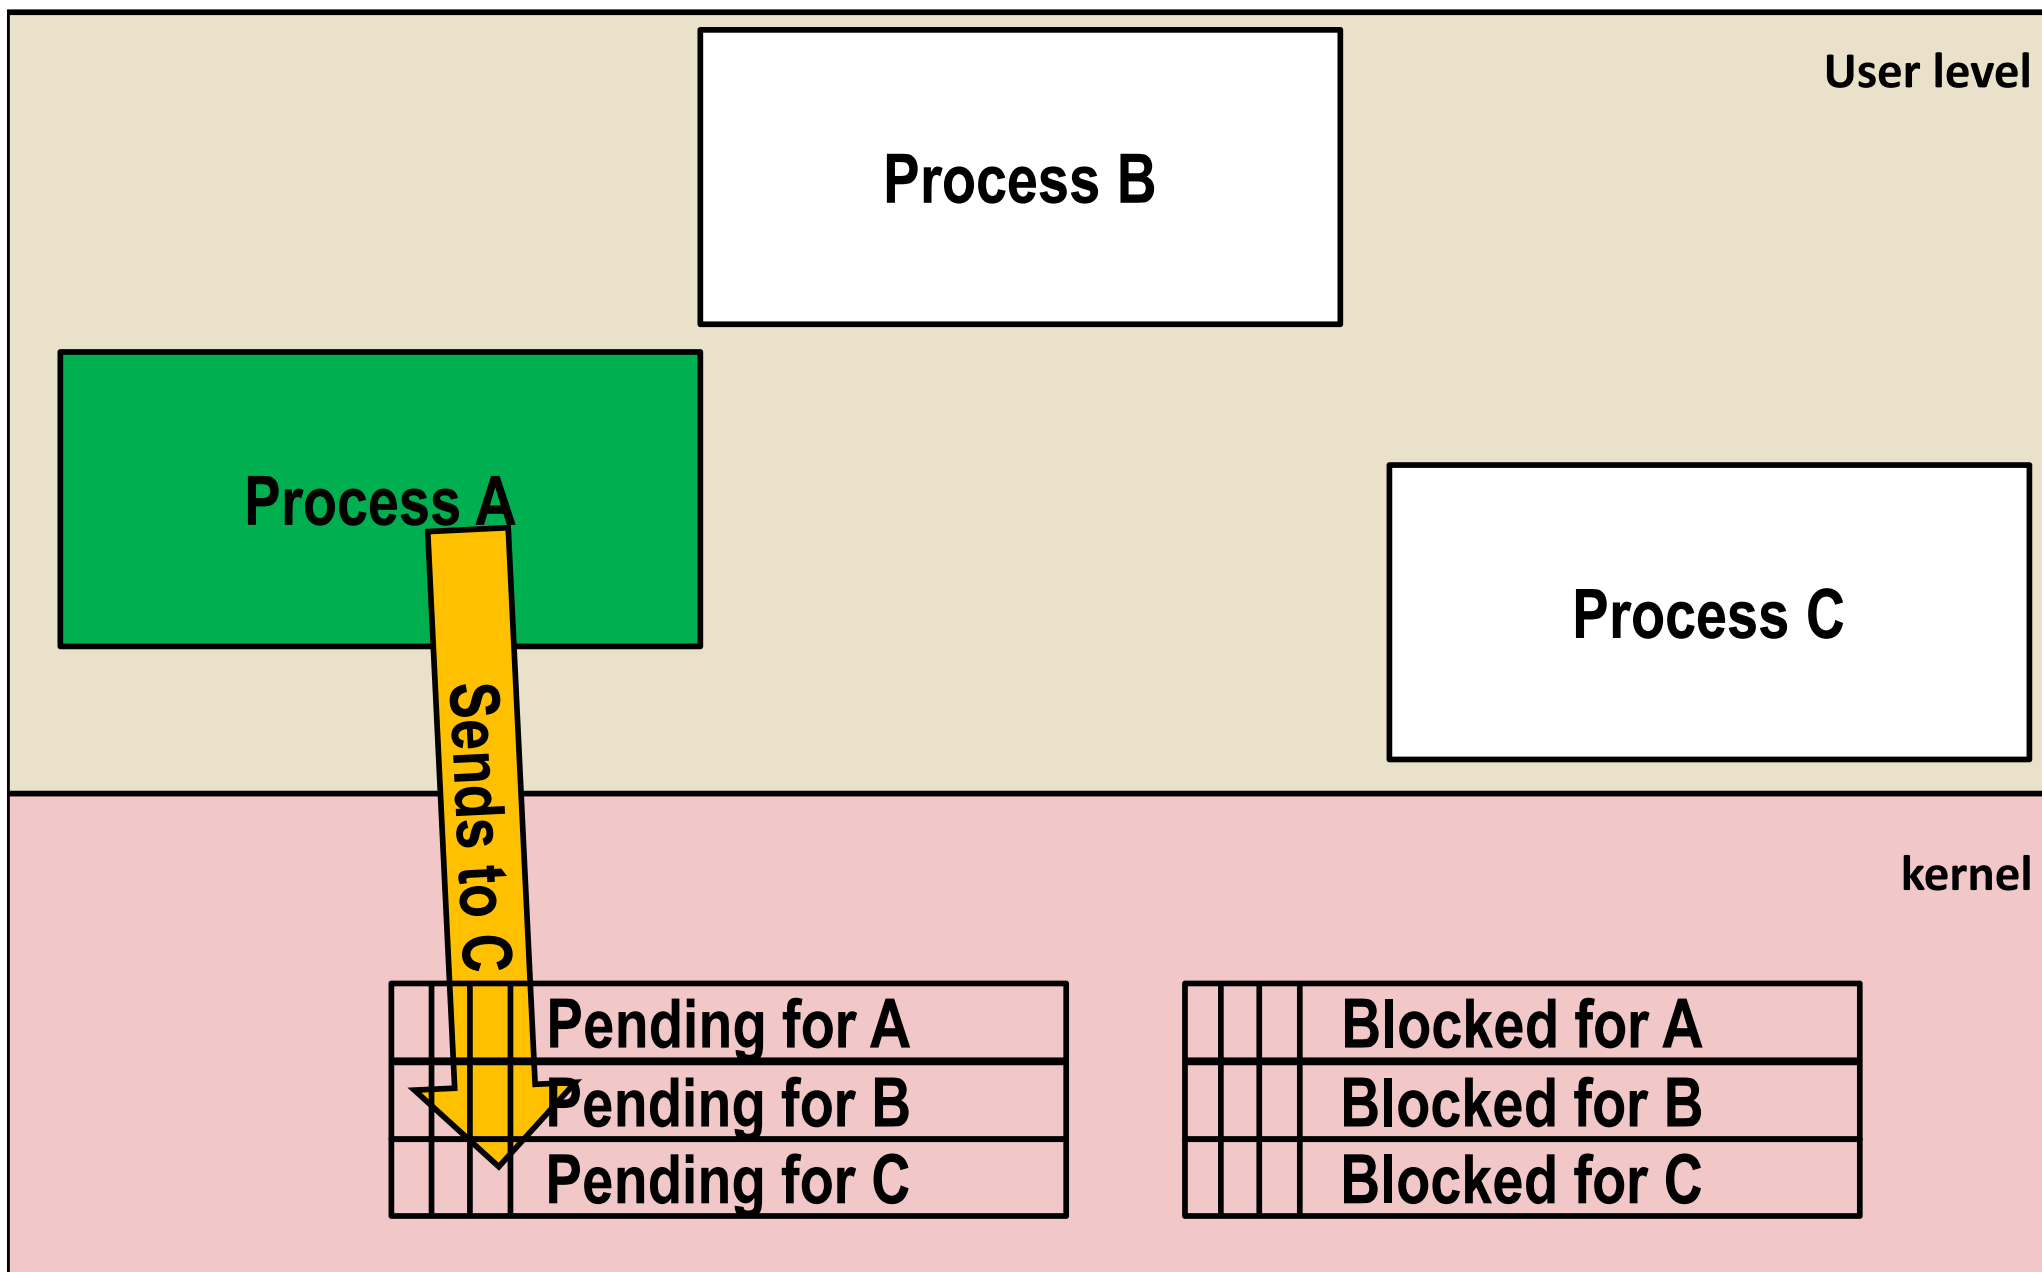 User level
Process B
Process A
Process C
Sends to C
kernel
Pending for A
Blocked for A
Pending for B
Blocked for B
Pending for C
Blocked for C